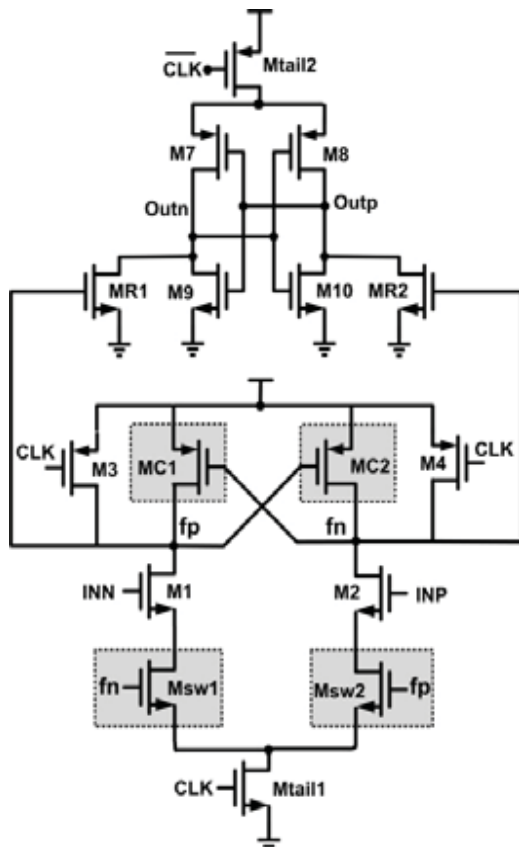 CLK
Mtail2
M7
M8
Outn
Outp
MR1
M9
M10
MR2
CLK
M3
MC1
MC2
M4
CLK
fp
fn
INN
M1
M2
INP
fn
Msw1
Msw2
fp
CLK
Mtail1